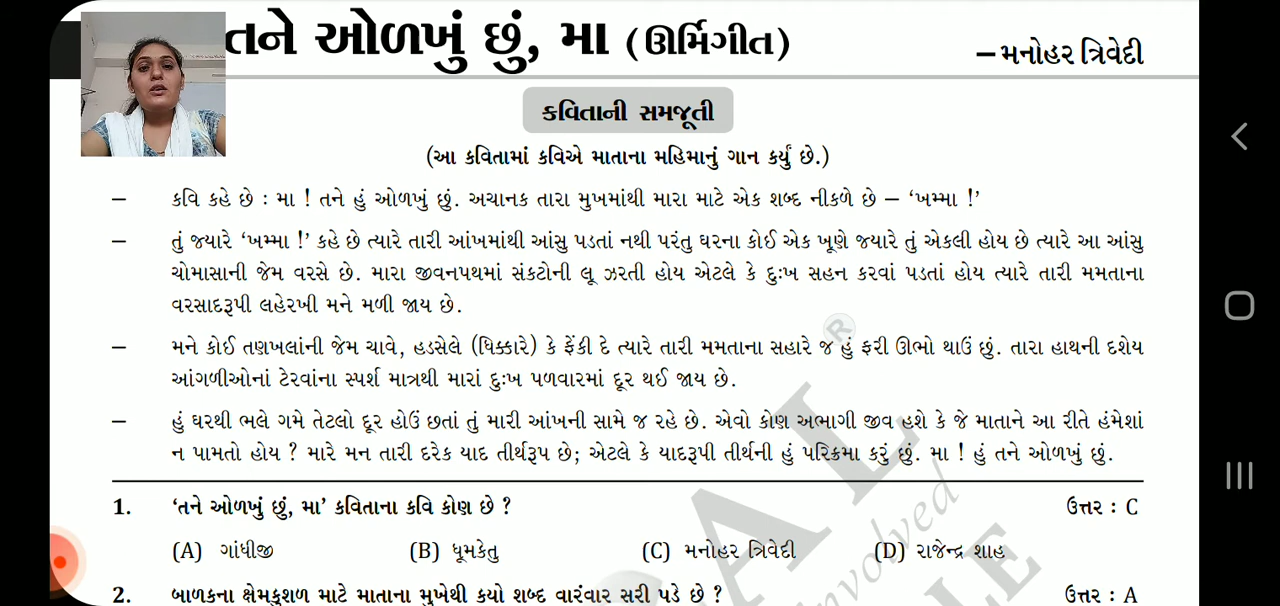 તને ઓળખું છું, મા (ઊર્મિગીત)
– મનોહર ત્રિવેદી
કવિતાની સમજૂતી
(આ કવિતામાં કવિએ માતાના મહિમાનું ગાન કર્યું છે.)
– કવિ કહે છે : મા ! તને હું ઓળખું છું. અચાનક તારા મુખમાંથી મારા માટે એક શબ્દ નીકળે છે – ‘ખમ્મા !’
– તું જ્યારે ‘ખમ્મા !’ કહે છે ત્યારે તારી આંખમાંથી આંસુ પડતાં નથી પરંતુ ઘરના કોઈ એક ખૂણે જ્યારે તું એકલી હોય છે ત્યારે આ આંસુ
ચોમાસાની જેમ વરસે છે. મારા જીવનપથમાં સંકટોની લૂ ઝરતી હોય એટલે કે દુઃખ સહન કરવાં પડતાં હોય ત્યારે તારી મમતાના
વરસાદરૂપી લહેરખી મને મળી જાય છે.
– મને કોઈ તણખલાંની જેમ ચાવે, હડસેલે (ધિક્કારે) કે ફેંકી દે ત્યારે તારી મમતાના સહારે જ હું ફરી ઊભો થાઉં છું. તારા હાથની દશેય
આંગળીઓનાં ટેરવાંના સ્પર્શ માત્રથી મારાં દુઃખ પળવારમાં દૂર થઈ જાય છે.
– હું ઘરથી ભલે ગમે તેટલો દૂર હોઉં છતાં તું મારી આંખની સામે જ રહે છે. એવો કોણ અભાગી જીવ હશે કે જે માતાને આ રીતે હંમેશાં
ન પામતો હોય ? મારે મન તારી દરેક યાદ તીર્થરૂપ છે; એટલે કે યાદરૂપી તીર્થની હું પરિક્રમા કરું છું. મા ! હું તને ઓળખું છું.
1. ‘તને ઓળખું છું, મા’ કવિતાના કવિ કોણ છે ? ઉત્તર : C
(A) ગાંધીજી (B) ધૂમકેતુ (C) મનોહર ત્રિવેદી (D) રાજેન્દ્ર શાહ
2. બાળકના ક્ષેમકુશળ માટે માતાના મુખેથી કયો શબ્દ વારંવાર સરી પડે છે ? ઉત્તર : A